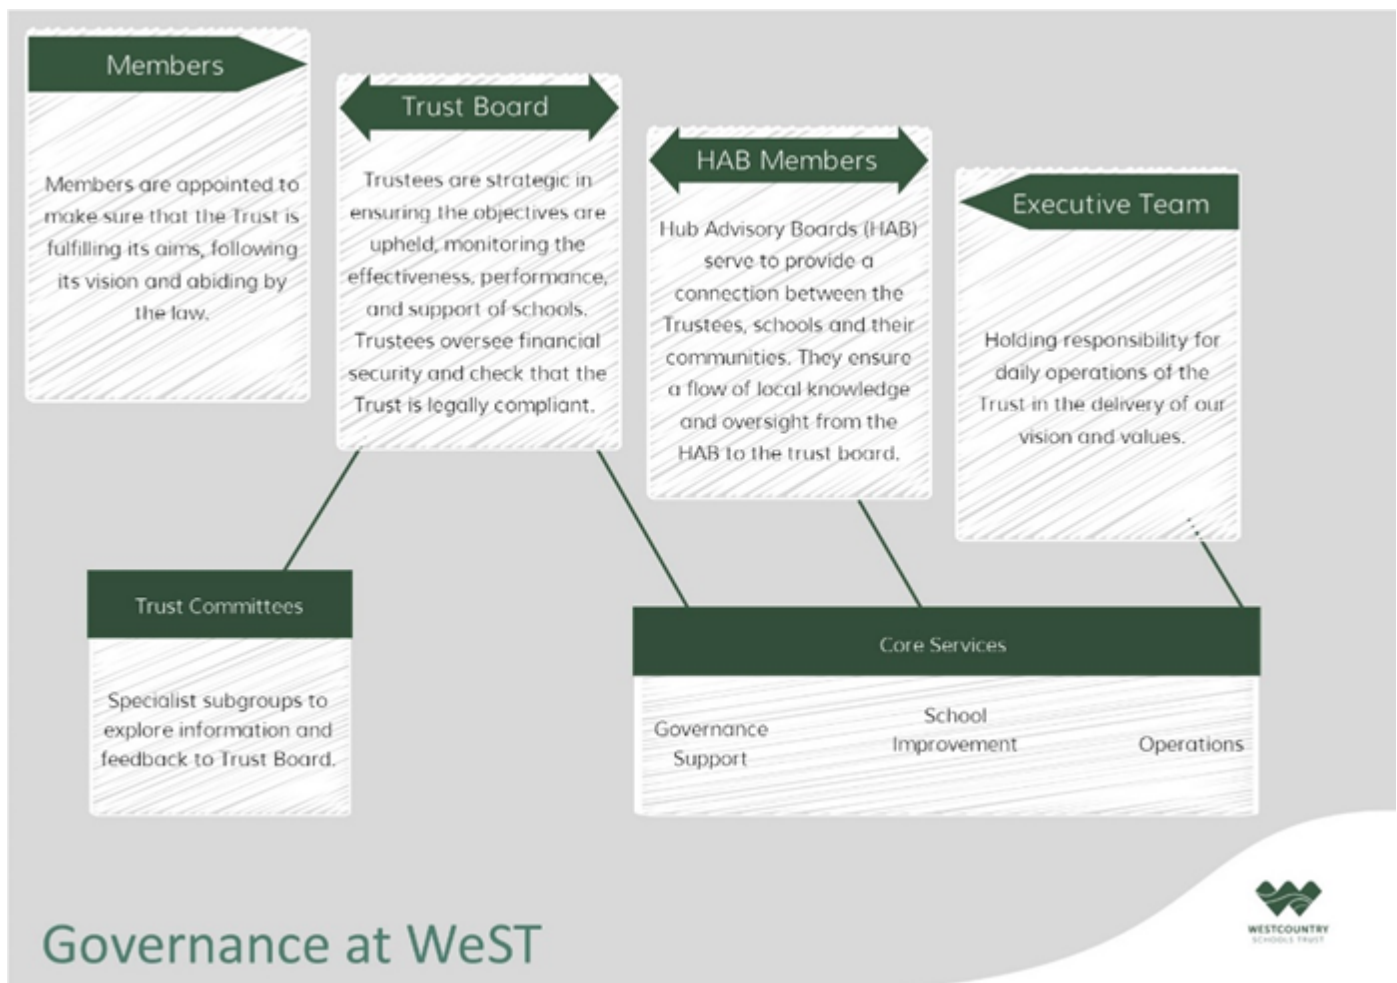 Members
Members are appointed to
make sure that the Trust is
fulfilling its aims, following
its vision and abiding by
the law.
Trust Board
Trustees are strategic in
ensuring the objectives are
upheld, monitoring the
effectiveness, performance,
and support of schools.
Trustees oversee financial
security and check that the
Trust is legally compliant.
HAB Members
Hub Advisory Boards (HAB)
serve to provide a
connection between the
Trustees, schools and their
communities. They ensure
a flow of local knowledge
and oversight from the
HAB to the trust board.
Executive Team
Holding responsibility for
daily operations of the
Trust in the delivery of our
vision and values.
Trust Committees
Specialist subgroups to
explore information and
feedback to Trust Board.
Core Services
Governance
Support
School
Improvement
Operations
Governance at WeST
WESTCOUNTRY
SCHOOLS TRUST